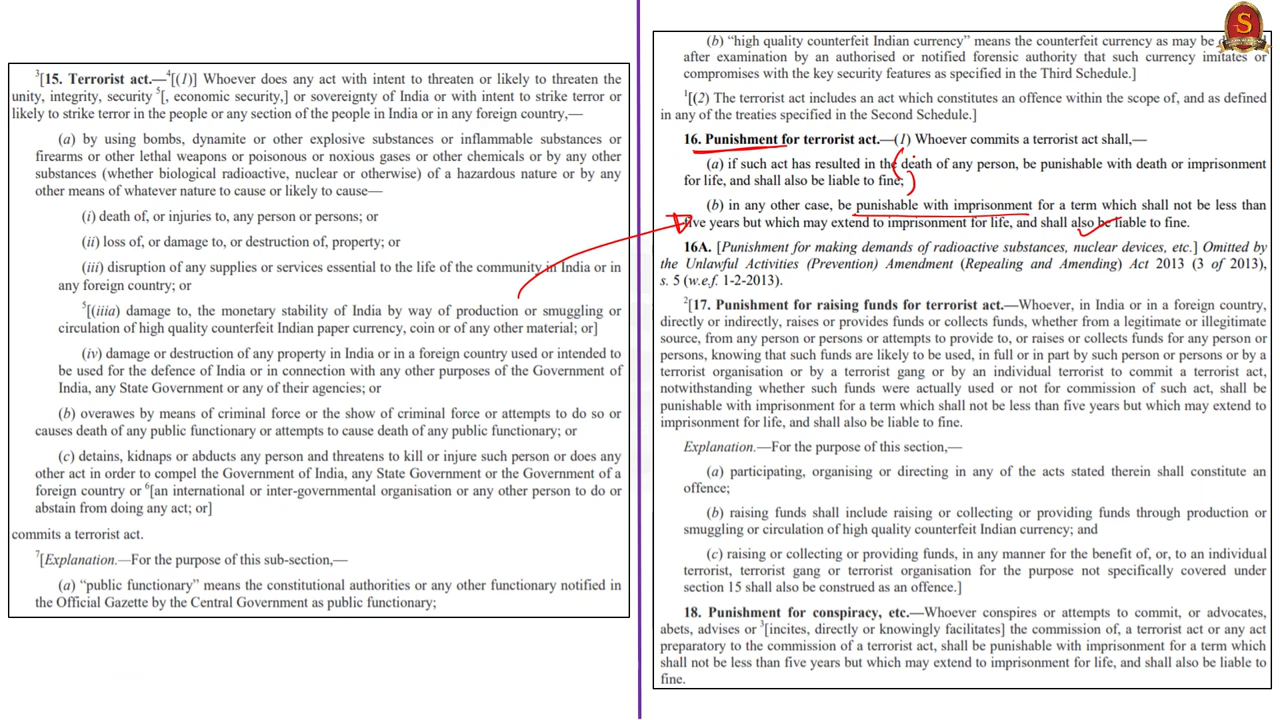 ³[15. Terrorist act.—⁴[(1)] Whoever does any act with intent to threaten or likely to threaten the
unity, integrity, security ⁵[, economic security,] or sovereignty of India or with intent to strike terror or
likely to strike terror in the people or any section of the people in India or in any foreign country,—
(a) by using bombs, dynamite or other explosive substances or inflammable substances or
firearms or other lethal weapons or poisonous or noxious gases or other chemicals or by any other
substances (whether biological radioactive, nuclear or otherwise) of a hazardous nature or by any
other means of whatever nature to cause or likely to cause—
(i) death of, or injuries to, any person or persons; or
(ii) loss of, or damage to, or destruction of, property; or
(iii) disruption of any supplies or services essential to the life of the community in India or in
any foreign country; or
⁵[(iiia) damage to, the monetary stability of India by way of production or smuggling or
circulation of high quality counterfeit Indian paper currency, coin or of any other material; or]
(iv) damage or destruction of any property in India or in a foreign country used or intended to
be used for the defence of India or in connection with any other purposes of the Government of
India, any State Government or any of their agencies; or
(b) overawes by means of criminal force or the show of criminal force or attempts to do so or
causes death of any public functionary or attempts to cause death of any public functionary; or
(c) detains, kidnaps or abducts any person and threatens to kill or injure such person or does any
other act in order to compel the Government of India, any State Government or the Government of a
foreign country or ⁶[an international or inter-governmental organisation or any other person to do or
abstain from doing any act; or]
commits a terrorist act.
⁷[Explanation.—For the purpose of this sub-section,—
(a) “public functionary” means the constitutional authorities or any other functionary notified in
the Official Gazette by the Central Government as public functionary;
(b) “high quality counterfeit Indian currency” means the counterfeit currency as may be
after examination by an authorised or notified forensic authority that such currency imitates or
compromises with the key security features as specified in the Third Schedule.]
¹[(2) The terrorist act includes an act which constitutes an offence within the scope of, and as defined
in any of the treaties specified in the Second Schedule.]
16. Punishment for terrorist act.—(1) Whoever commits a terrorist act shall,—
(a) if such act has resulted in the death of any person, be punishable with death or imprisonment
for life, and shall also be liable to fine;
(b) in any other case, be punishable with imprisonment for a term which shall not be less than
five years but which may extend to imprisonment for life, and shall also be liable to fine.
16A. [Punishment for making demands of radioactive substances, nuclear devices, etc.] Omitted by
the Unlawful Activities (Prevention) Amendment (Repealing and Amending) Act 2013 (3 of 2013),
s. 5 (w.e.f. 1-2-2013).
²[17. Punishment for raising funds for terrorist act.—Whoever, in India or in a foreign country,
directly or indirectly, raises or provides funds or collects funds, whether from a legitimate or illegitimate
source, from any person or persons or attempts to provide to, or raises or collects funds for any person or
persons, knowing that such funds are likely to be used, in full or in part by such person or persons or by a
terrorist organisation or by a terrorist gang or by an individual terrorist to commit a terrorist act,
notwithstanding whether such funds were actually used or not for commission of such act, shall be
punishable with imprisonment for a term which shall not be less than five years but which may extend to
imprisonment for life, and shall also be liable to fine.
Explanation.—For the purpose of this section,—
(a) participating, organising or directing in any of the acts stated therein shall constitute an
offence;
(b) raising funds shall include raising or collecting or providing funds through production or
smuggling or circulation of high quality counterfeit Indian currency; and
(c) raising or collecting or providing funds, in any manner for the benefit of, or, to an individual
terrorist, terrorist gang or terrorist organisation for the purpose not specifically covered under
section 15 shall also be construed as an offence.]
18. Punishment for conspiracy, etc.—Whoever conspires or attempts to commit, or advocates,
abets, advises or ³[incites, directly or knowingly facilitates] the commission of, a terrorist act or any act
preparatory to the commission of a terrorist act, shall be punishable with imprisonment for a term which
shall not be less than five years but which may extend to imprisonment for life, and shall also be liable to
fine.
S